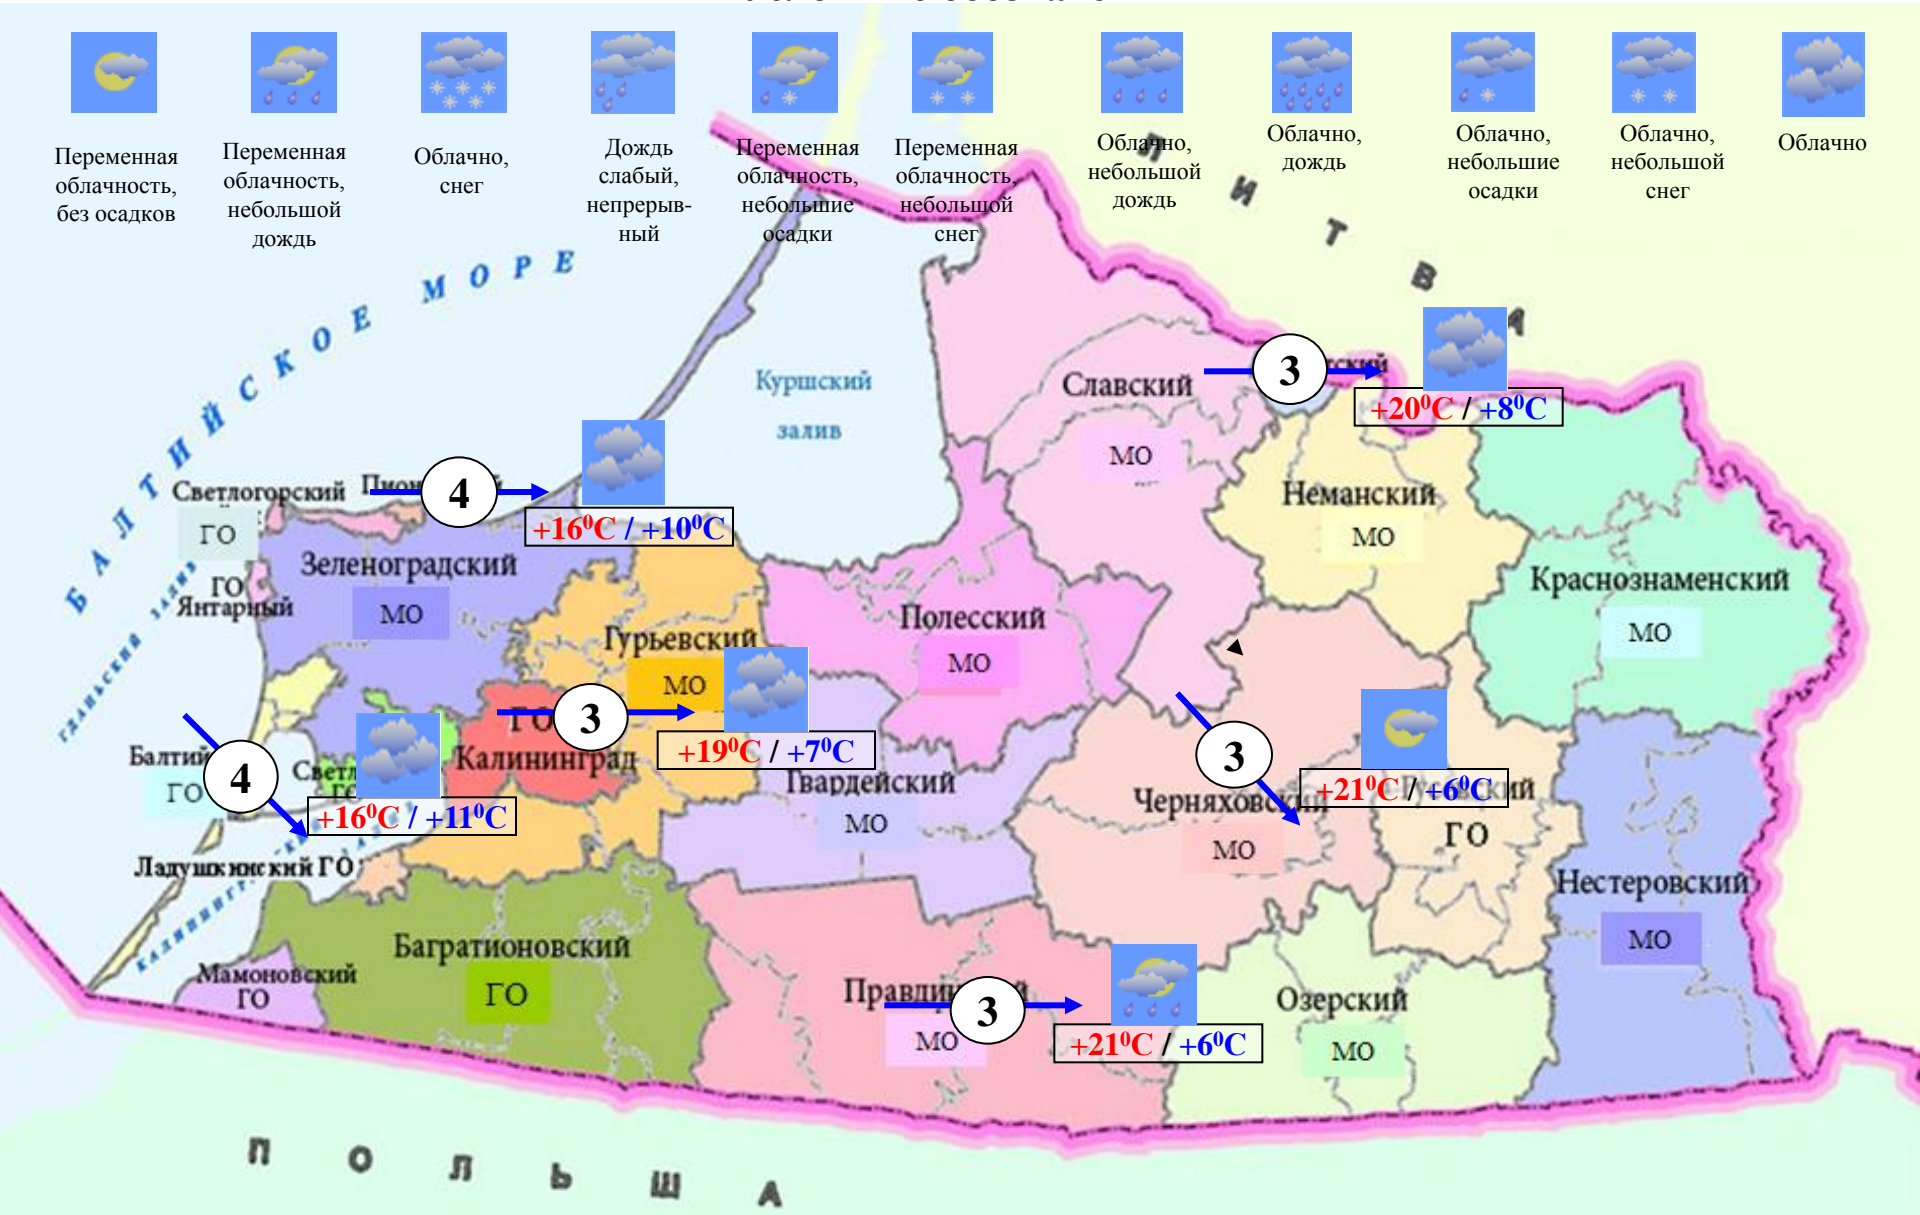 Переменная
облачность,
без осадков
Переменная
облачность,
небольшой
дождь
Облачно,
снег
Дождь
слабый,
непрерыв-
ный
Переменная
облачность,
небольшие
осадки
Переменная
облачность,
небольшой
снег
Облачно,
небольшой
дождь
Облачно,
дождь
Облачно,
небольшие
осадки
Облачно,
небольшой
снег
Облачно
ЛИТВА
БАЛТИЙСКОЕ МОРЕ
Куршский
залив
Славский
МО
3
+20⁰С / +8⁰С
Светлогорский
ГО
4
+16⁰С / +10⁰С
Неманский
МО
Зеленоградский
МО
ГО
Янтарный
Краснознаменский
МО
Полесский
МО
Гурьевский
МО
3
+19⁰С / +7⁰С
ГО
Калининград
ГО
4
+16⁰С / +11⁰С
Гвардейский
МО
3
+21⁰С / +6⁰С
Черняховский
МО
ГО
Ладушкинский ГО
Нестеровский
МО
Багратионовский
ГО
Мамоновский
ГО
3
МО
+21⁰С / +6⁰С
Озерский
МО
ПОЛЬША